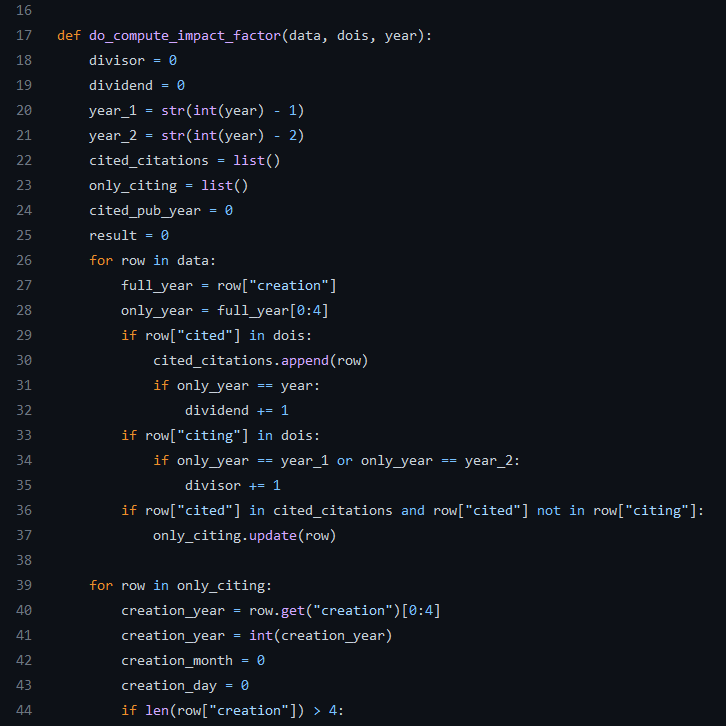 16
17 def do_compute_impact_factor(data, dois, year):
18     divisor = 0
19     dividend = 0
20     year_1 = str(int(year) - 1)
21     year_2 = str(int(year) - 2)
22     cited_citations = list()
23     only_citing = list()
24     cited_pub_year = 0
25     result = 0
26     for row in data:
27         full_year = row["creation"]
28         only_year = full_year[0:4]
29         if row["cited"] in dois:
30             cited_citations.append(row)
31             if only_year == year:
32                 dividend += 1
33         if row["citing"] in dois:
34             if only_year == year_1 or only_year == year_2:
35                 divisor += 1
36         if row["cited"] in cited_citations and row["cited"] not in row["citing"]:
37             only_citing.update(row)
38
39     for row in only_citing:
40         creation_year = row.get("creation")[0:4]
41         creation_year = int(creation_year)
42         creation_month = 0
43         creation_day = 0
44         if len(row["creation"]) > 4: